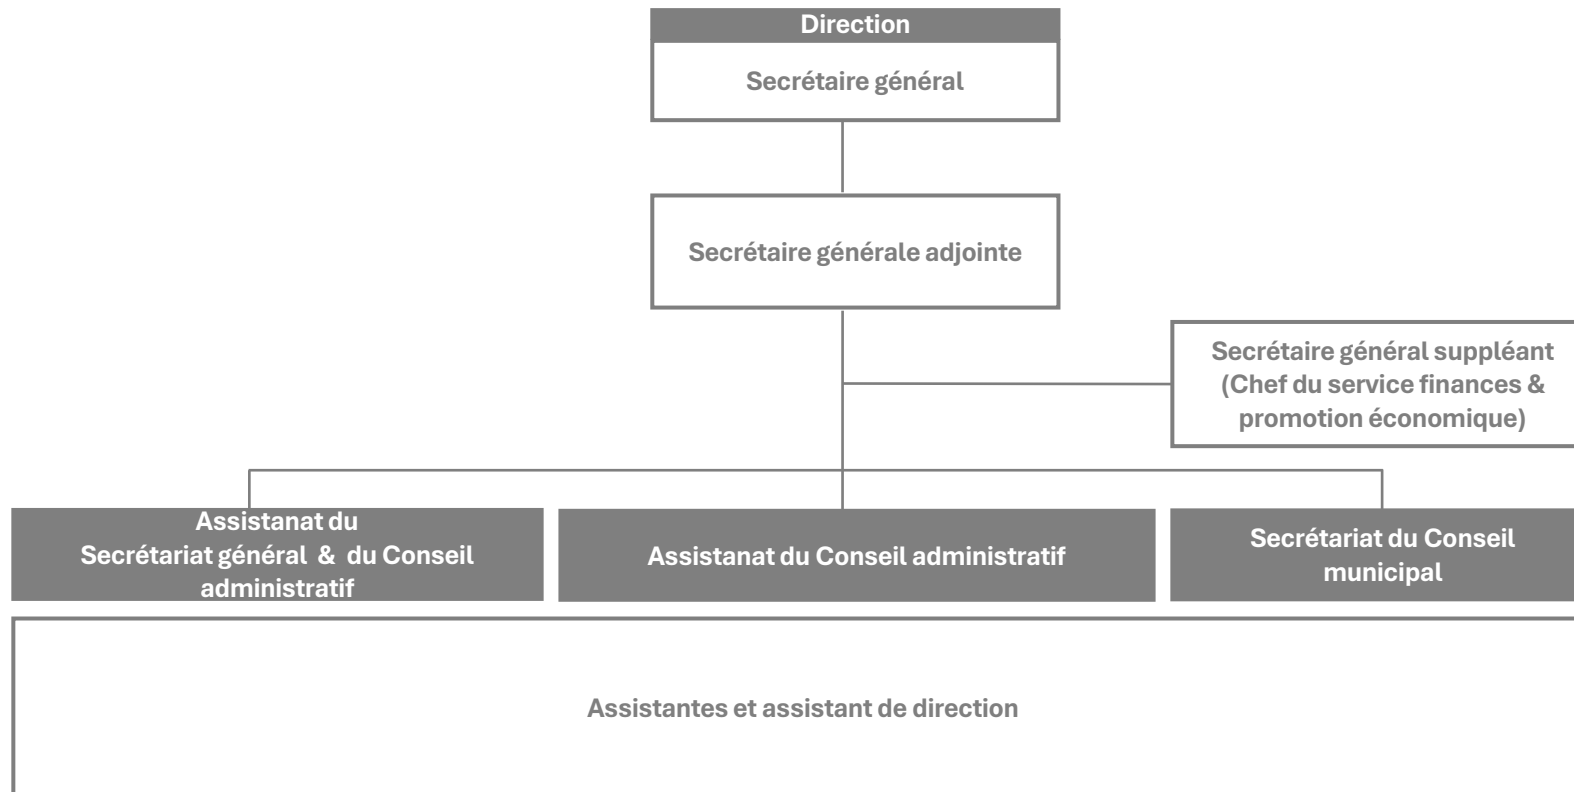 Direction
Secrétaire général
Secrétaire générale adjointe
Secrétaire général suppléant
(Chef du service finances &
promotion économique)
Assistanat du
Secrétariat général & du Conseil
administratif
Assistanat du Conseil administratif
Secrétariat du Conseil
municipal
Assistantes et assistant de direction